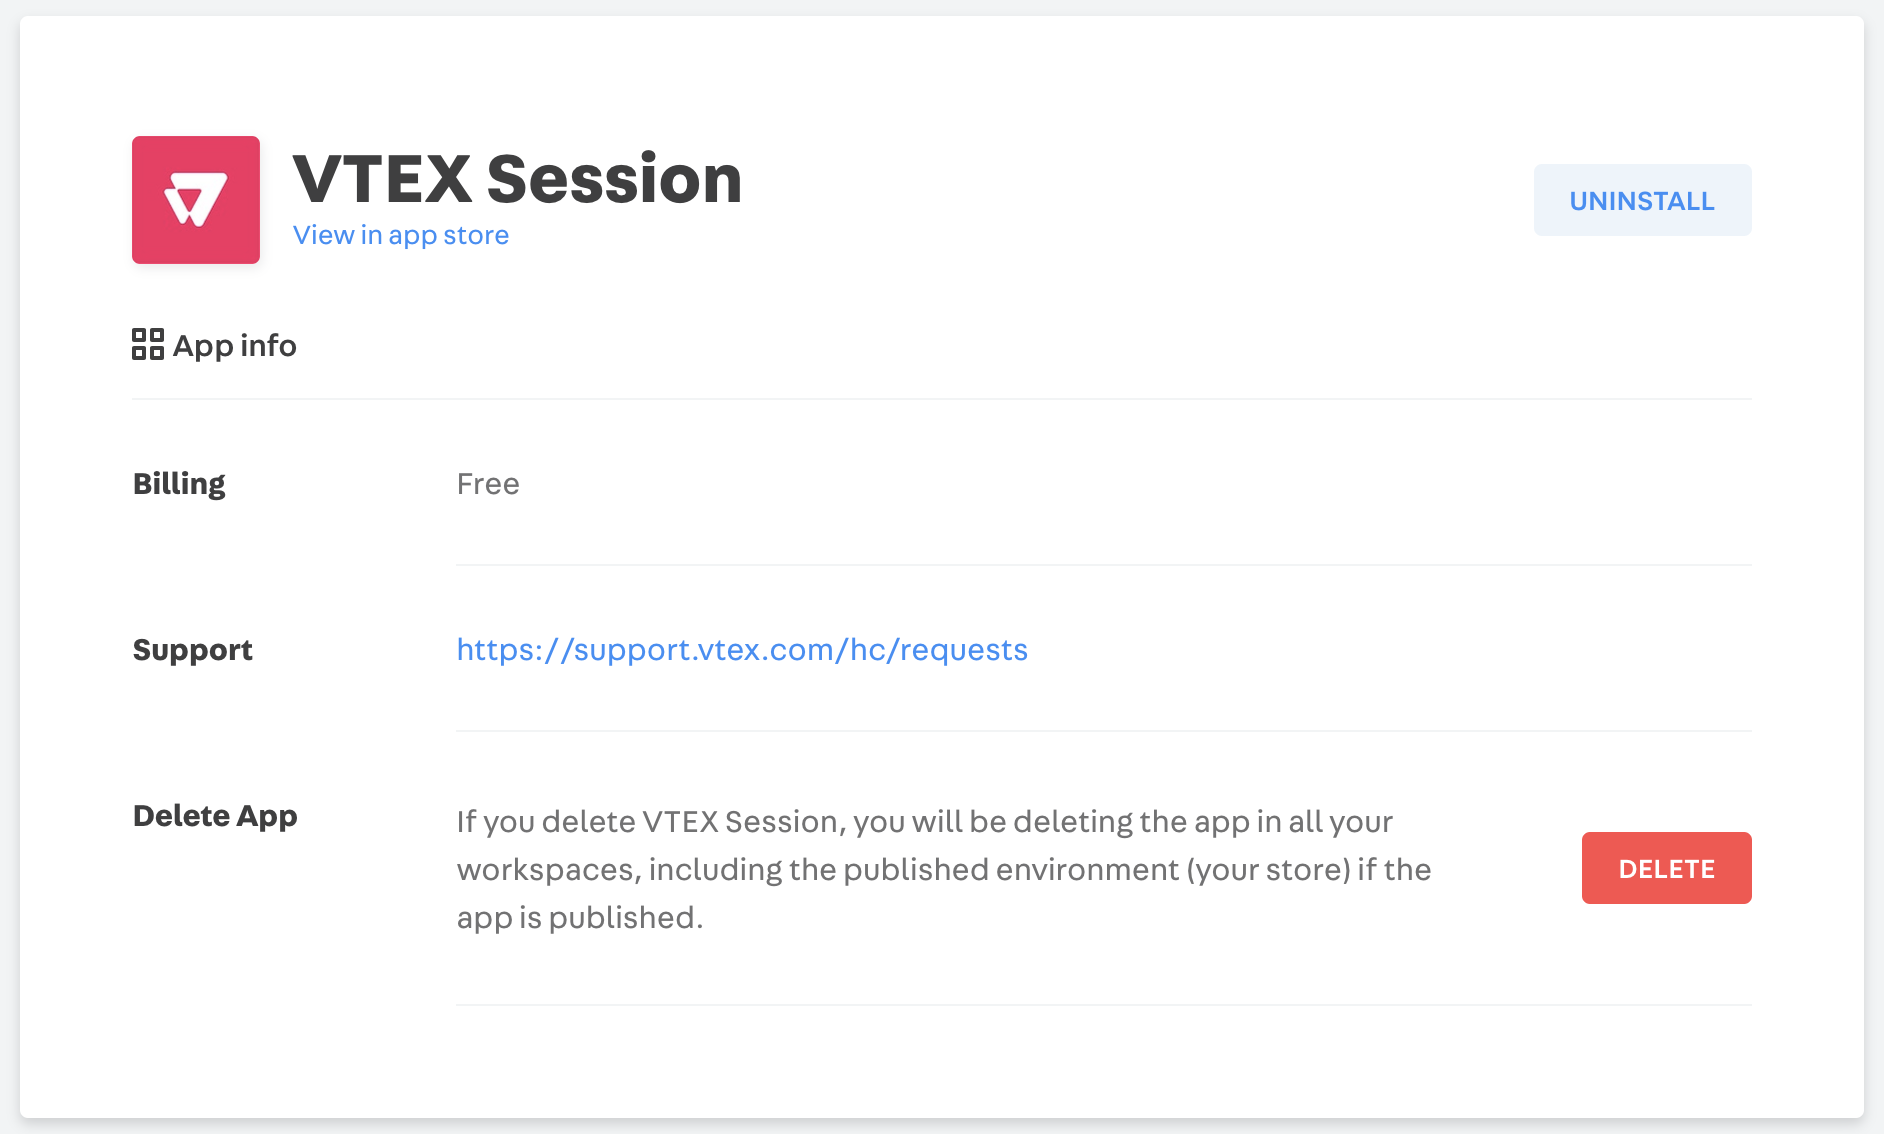 VTEX Session
View in app store
UNINSTALL
App info
Billing
Free
Support
https://support.vtex.com/hc/requests
Delete App
If you delete VTEX Session, you will be deleting the app in all your
workspaces, including the published environment (your store) if the
app is published.
DELETE